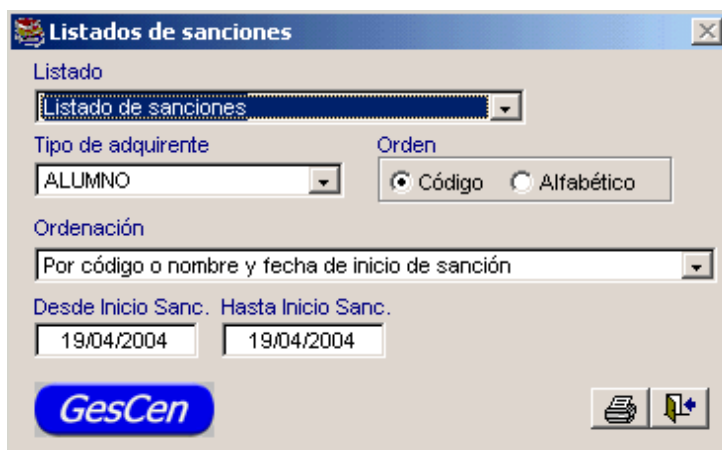 Listados de sanciones
Listado
Listado de sanciones
Tipo de adquirente Orden
ALUMNO Código Alfabético
Ordenación
Por código o nombre y fecha de inicio de sanción
Desde Inicio Sanc. Hasta Inicio Sanc.
19/04/2004 19/04/2004
GesCen